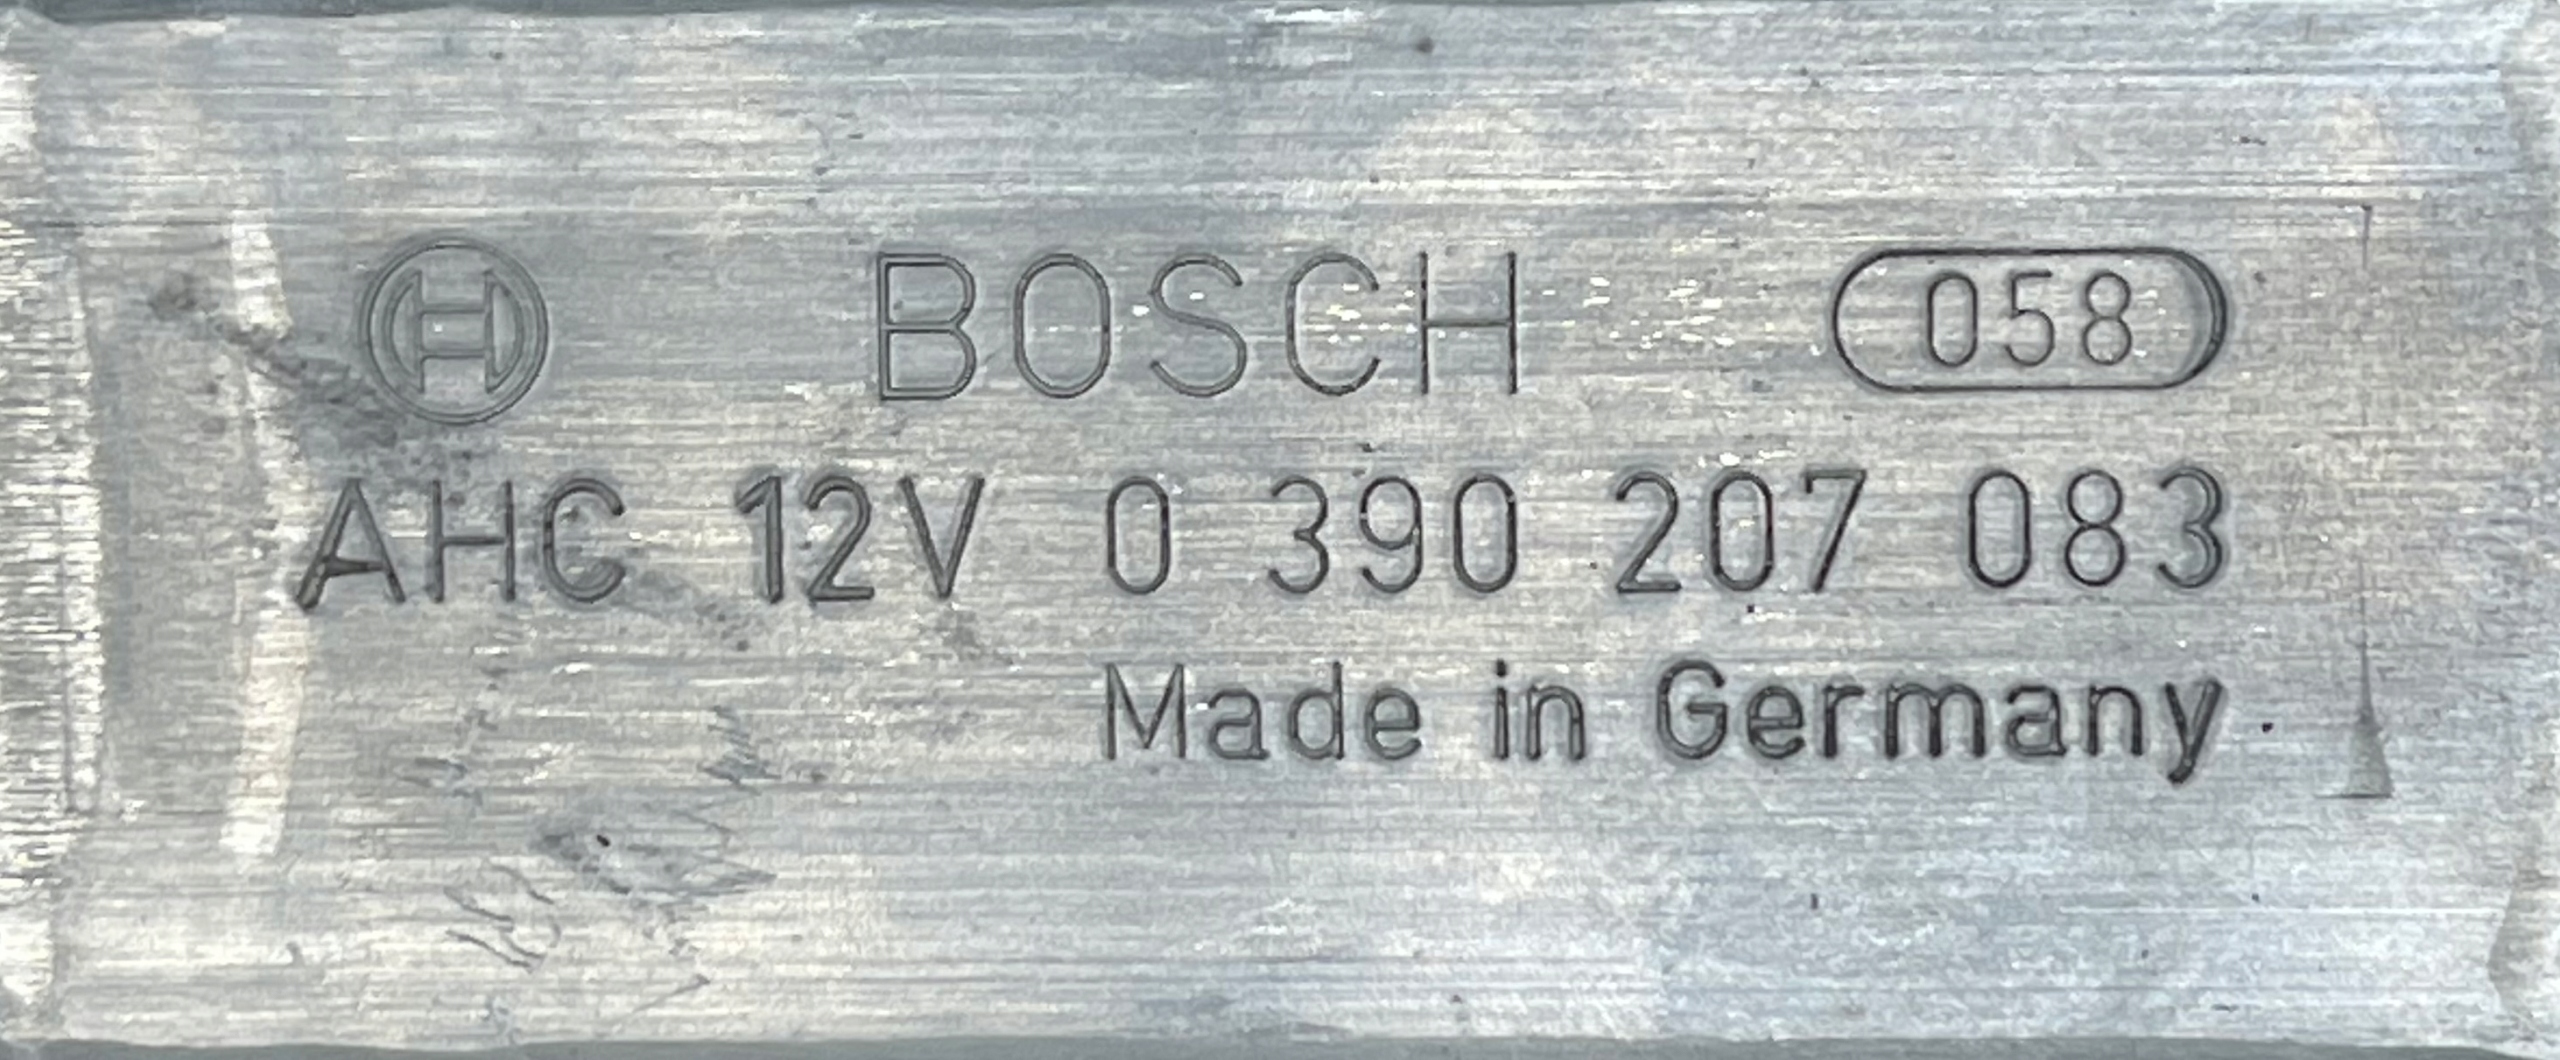 BOSCH 058
AHC 12V 0 390 207 083
Made in Germany